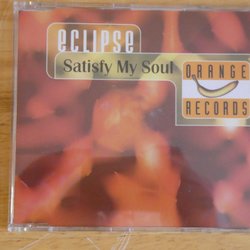 eclipse
Satisfy My Soul
ORANGE
RECORDS